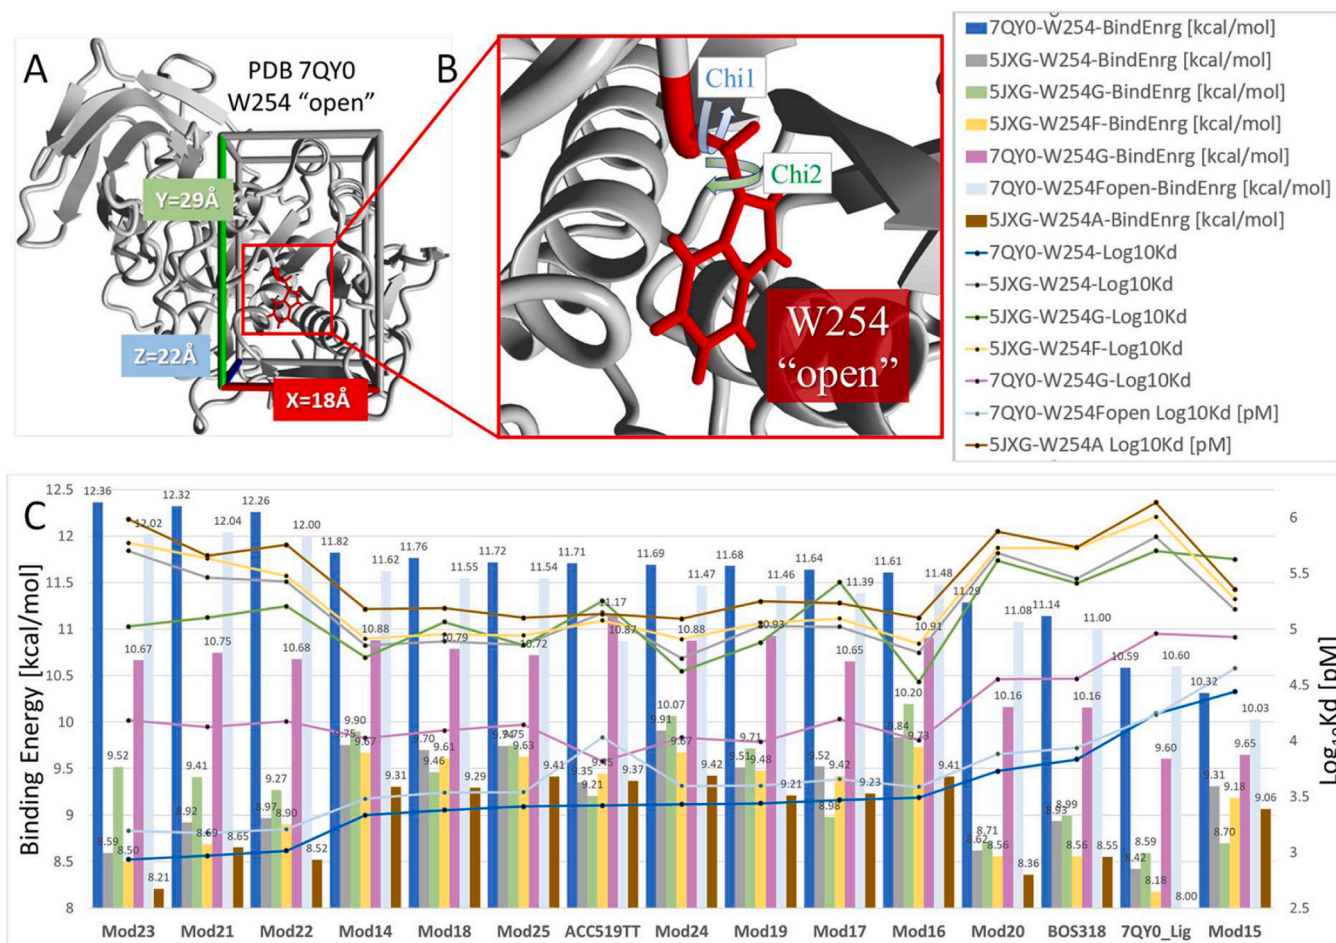 A
PDB 7QY0
W254 “open”
Y=29Å
Z=22Å
X=18Å
B
Chi1
Chi2
W254
“open”
7QY0-W254-BindEnrg [kcal/mol]
5JXG-W254-BindEnrg [kcal/mol]
5JXG-W254G-BindEnrg [kcal/mol]
5JXG-W254F-BindEnrg [kcal/mol]
7QY0-W254G-BindEnrg [kcal/mol]
7QY0-W254Fopen-BindEnrg [kcal/mol]
5JXG-W254A-BindEnrg [kcal/mol]
7QY0-W254-Log10Kd
5JXG-W254-Log10Kd
5JXG-W254G-Log10Kd
5JXG-W254F-Log10Kd
7QY0-W254G-Log10Kd
7QY0-W254Fopen Log10Kd [pM]
5JXG-W254A Log10Kd [pM]
C
Binding Energy [kcal/mol]
12.5
12
11.5
11
10.5
10
9.5
9
8.5
8
12.36 8.59 9.52 8.50 10.67 12.02 8.21
12.32 8.92 9.41 8.69 10.75 12.04 8.65
12.26 8.97 9.27 8.90 10.68 12.00 8.52
11.82 9.75 9.90 9.67 10.88 11.62 9.31
11.76 9.70 9.46 9.61 10.79 11.55 9.29
11.72 9.74 9.75 9.63 10.72 11.54 9.41
11.71 9.35 9.21 9.45 11.17 10.87 9.37
11.69 9.91 10.07 9.67 10.88 11.47 9.42
11.68 9.51 9.71 9.48 10.93 11.46 9.21
11.64 9.52 8.98 9.42 10.65 11.39 9.23
11.61 9.84 10.20 9.73 10.91 11.48 9.41
11.29 8.62 8.71 8.56 10.16 11.08 8.36
11.14 8.93 8.99 8.56 10.16 11.00 8.55
10.59 8.42 8.59 8.18 9.60 10.60 8.00
10.32 9.31 8.70 9.18 9.65 10.03 9.06
6
5.5
5
4.5
4
3.5
3
2.5
Log10Kd [pM]
Mod23 Mod21 Mod22 Mod14 Mod18 Mod25 ACC519TT Mod24 Mod19 Mod17 Mod16 Mod20 BOS318 7QY0_Lig Mod15